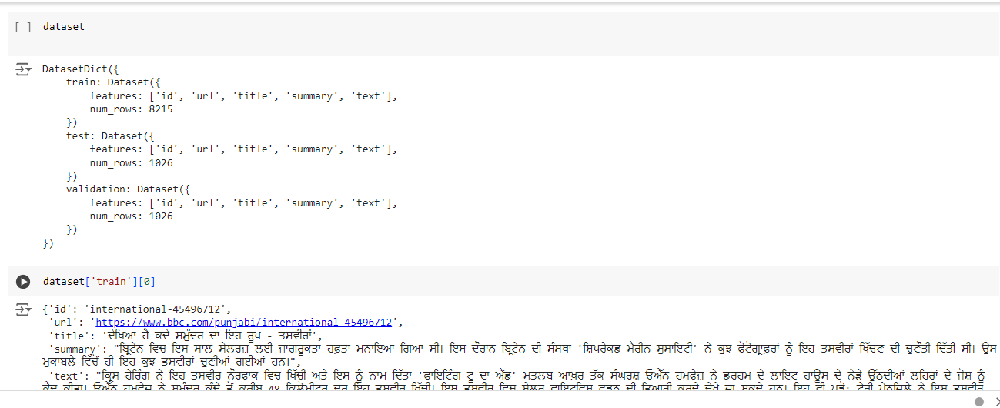 [ ] dataset
DatasetDict({
    train: Dataset({
        features: ['id', 'url', 'title', 'summary', 'text'],
        num_rows: 8215
    })
    test: Dataset({
        features: ['id', 'url', 'title', 'summary', 'text'],
        num_rows: 1026
    })
    validation: Dataset({
        features: ['id', 'url', 'title', 'summary', 'text'],
        num_rows: 1026
    })
})
dataset['train'][0]
{'id': 'international-45496712',
 'url': 'https://www.bbc.com/punjabi/international-45496712',
 'title': 'ਦੇਖਿਆ ਹੈ ਕਦੇ ਸਮੁੰਦਰ ਦਾ ਇਹ ਰੂਪ - ਤਸਵੀਰਾਂ',
 'summary': "ਬ੍ਰਿਟੇਨ ਵਿਚ ਇਸ ਸਾਲ ਸੇਲਰਜ਼ ਲਈ ਜਾਗਰੂਕਤਾ ਹਫ਼ਤਾ ਮਨਾਇਆ ਗਿਆ ਸੀ। ਇਸ ਦੌਰਾਨ ਬ੍ਰਿਟੇਨ ਦੀ ਸੰਸਥਾ 'ਸ਼ਿਪਰੇਕਡ ਮੈਰੀਨ ਸੁਸਾਇਟੀ' ਨੇ ਕੁਝ ਫੋਟੋਗ੍ਰਾਫ਼ਰਾਂ ਨੂੰ ਇਹ ਤਸਵੀਰਾਂ ਖਿੱਚਣ ਦੀ ਚੁਣੌਤੀ ਦਿੱਤੀ ਸੀ। ਉਸ
ਮੁਕਾਬਲੇ ਵਿੱਚੋਂ ਹੀ ਇਹ ਕੁਝ ਤਸਵੀਰਾਂ ਚੁਣੀਆਂ ਗਈਆਂ ਹਨ।",
 'text': "ਕ੍ਰਿਸ ਹੇਰਿੰਗ ਨੇ ਇਹ ਤਸਵੀਰ ਨੌਰਫਾਕ ਵਿਚ ਖਿੱਚੀ ਅਤੇ ਇਸ ਨੂੰ ਨਾਮ ਦਿੱਤਾ 'ਫਾਇਟਿੰਗ ਟੂ ਦਾ ਐਂਡ' ਮਤਲਬ ਆਖ਼ਰ ਤੱਕ ਸੰਘਰਸ਼ ਓਐੱਨ ਹਮਫੇਜ਼ ਨੇ ਡਰਹਮ ਦੇ ਲਾਇਟ ਹਾਊਸ ਦੇ ਨੇੜੇ ਉੱਠਦੀਆਂ ਲਹਿਰਾਂ ਦੇ ਜੋਸ਼ ਨੂੰ
ਕੈਦ ਕੀਤਾ। ਓਐੱਨ ਹਮਫੇਜ਼ ਨੇ ਸਮੁੰਦਰ ਕੰਢੇ ਤੋਂ ਕਰੀਬ 48 ਕਿਲੋਮੀਟਰ ਦੂਰ ਇਹ ਤਸਵੀਰ ਖਿੱਚੀ। ਇਸ ਤਸਵੀਰ ਵਿਚ ਸੇਲਰ ਵਾਇਟਫਿਸ਼ ਫੜਨ ਦੀ ਤਿਆਰੀ ਕਰਦੇ ਦੇਖੇ ਜਾ ਸਕਦੇ ਹਨ। ਇਹ ਵੀ ਪੜੋ: ਟੈਰੀ ਪੇਨਜਿਲੇ ਨੇ ਇਸ ਤਸਵੀਰ